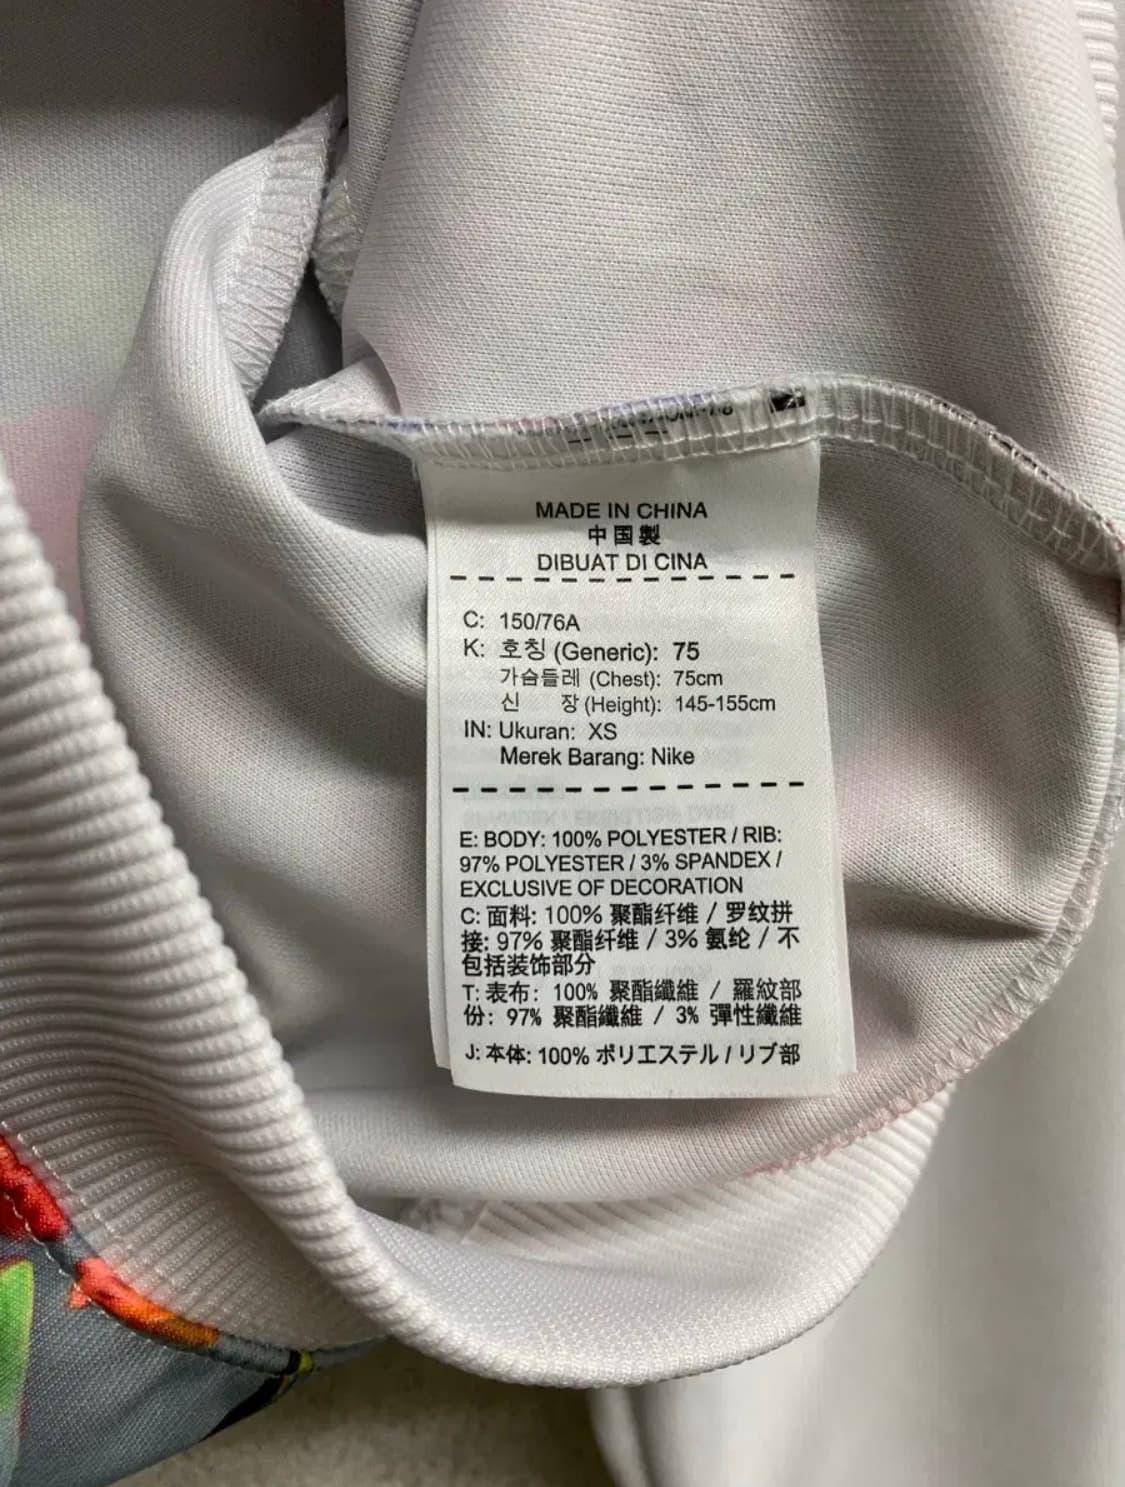 MADE IN CHINA
中国製
DIBUAT DI CINA
C: 150/76A
K: 호칭 (Generic): 75
가슴둘레 (Chest): 75cm
신 장 (Height): 145-155cm
IN: Ukuran: XS
Merek Barang: Nike
E: BODY: 100% POLYESTER / RIB:
97% POLYESTER / 3% SPANDEX /
EXCLUSIVE OF DECORATION
C: 面料: 100% 聚酯纤维 / 罗纹拼
接: 97% 聚酯纤维 / 3% 氨纶 / 不
包括装饰部分
T: 表布: 100% 聚酯纖維 / 羅紋部
份: 97% 聚酯纖維 / 3% 彈性纖維
J: 本体: 100% ポリエステル / リブ部